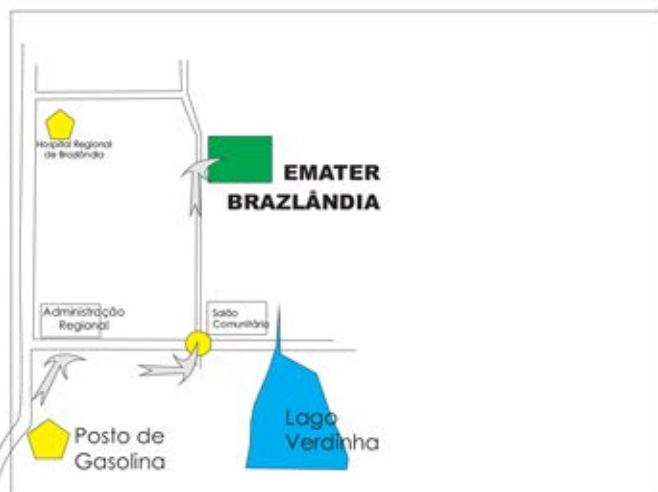 Hospital Regional
de Brazlândia
EMATER
BRAZLÂNDIA
Administração
Regional
Salão
Comunitário
Lago
Verdinha
Posto de
Gasolina